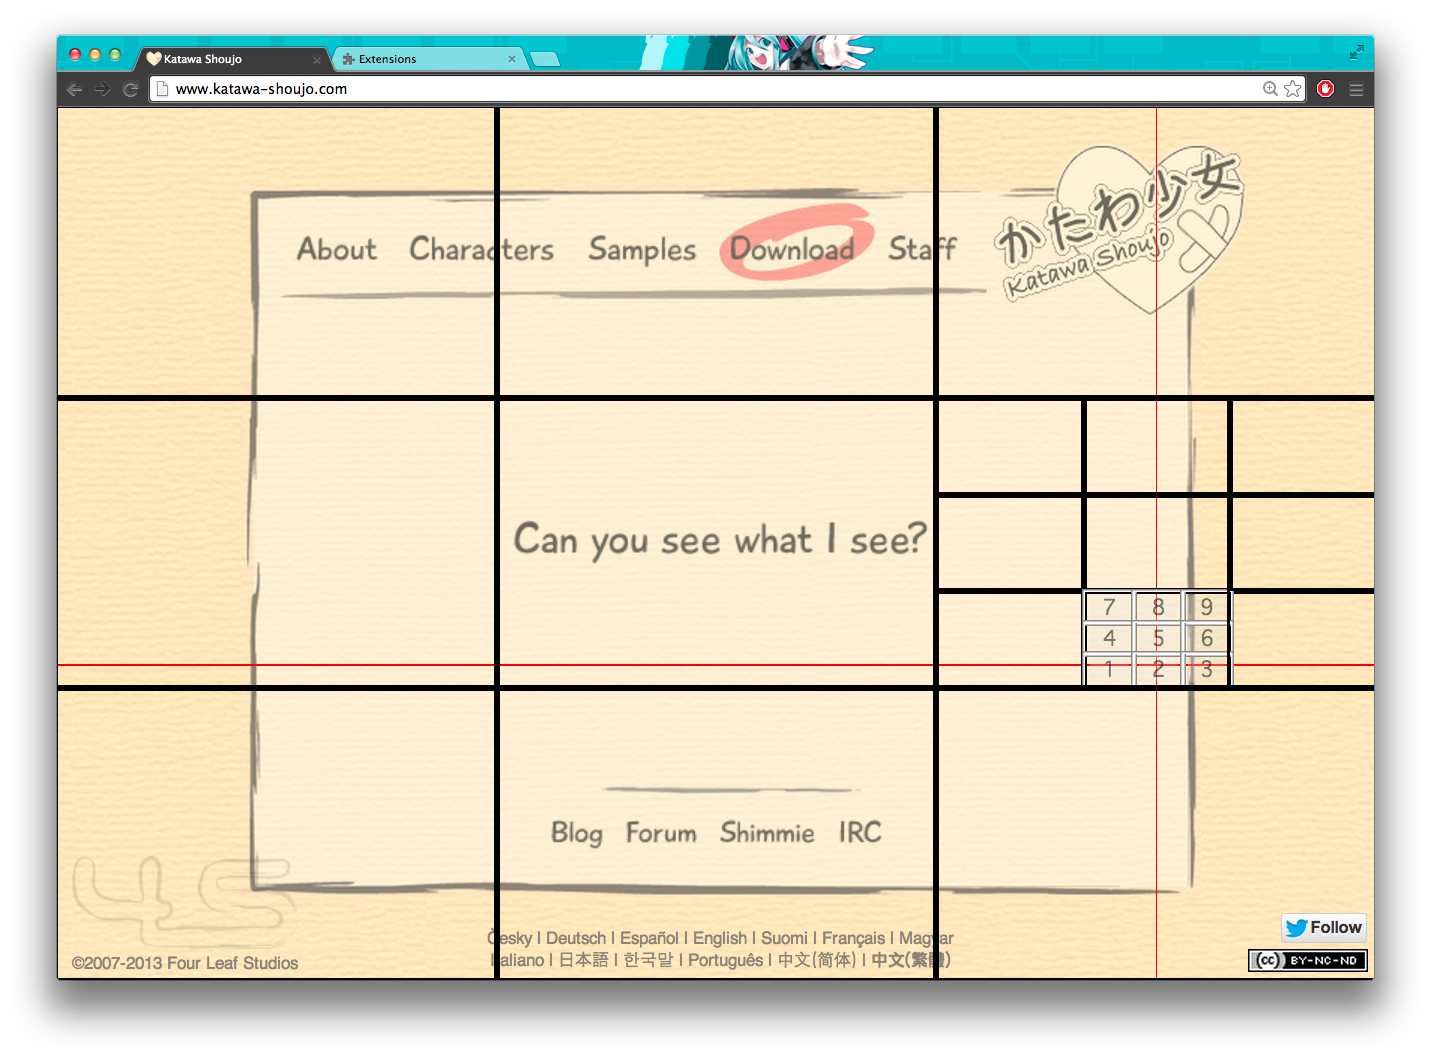 Katawa Shoujo
Extensions
www.katawa-shoujo.com
かたわ少女
Katawa Shoujo
About Characters Samples Download Staff
Can you see what I see?
7 8 9
4 5 6
1 2 3
Blog Forum Shimmie IRC
4S
Follow
Česky | Deutsch | Español | English | Suomi | Français | Magyar
Italiano | 日本語 | 한국말 | Português | 中文(简体) | 中文(繁體)
©2007-2013 Four Leaf Studios
cc BY-NC-ND